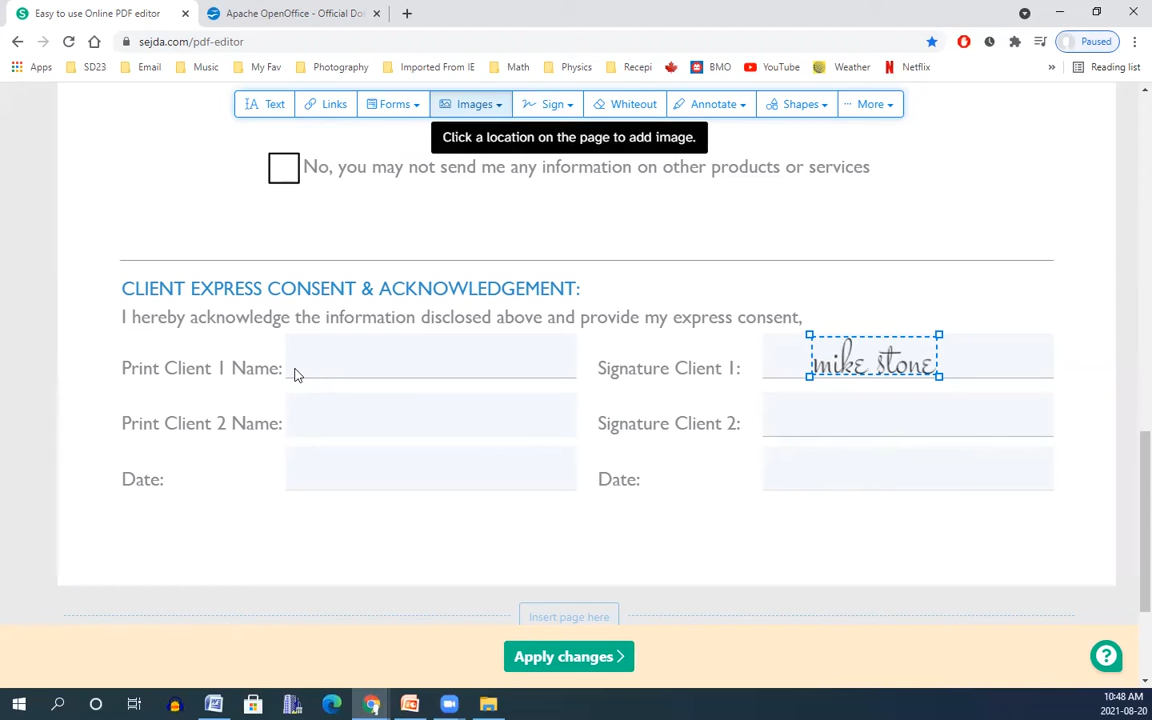 Easy to use Online PDF editor
Apache OpenOffice - Official Do
sejda.com/pdf-editor
Paused
Apps SD23 Email Music My Fav Photography Imported From IE Math Physics Recepi BMO YouTube Weather Netflix » Reading list
Text Links Forms Images Sign Whiteout Annotate Shapes ··· More
Click a location on the page to add image.
No, you may not send me any information on other products or services
CLIENT EXPRESS CONSENT & ACKNOWLEDGEMENT:
I hereby acknowledge the information disclosed above and provide my express consent,
Print Client 1 Name: Signature Client 1: mike stone
Print Client 2 Name: Signature Client 2:
Date: Date:
Insert page here
Apply changes
10:48 AM
2021-08-20